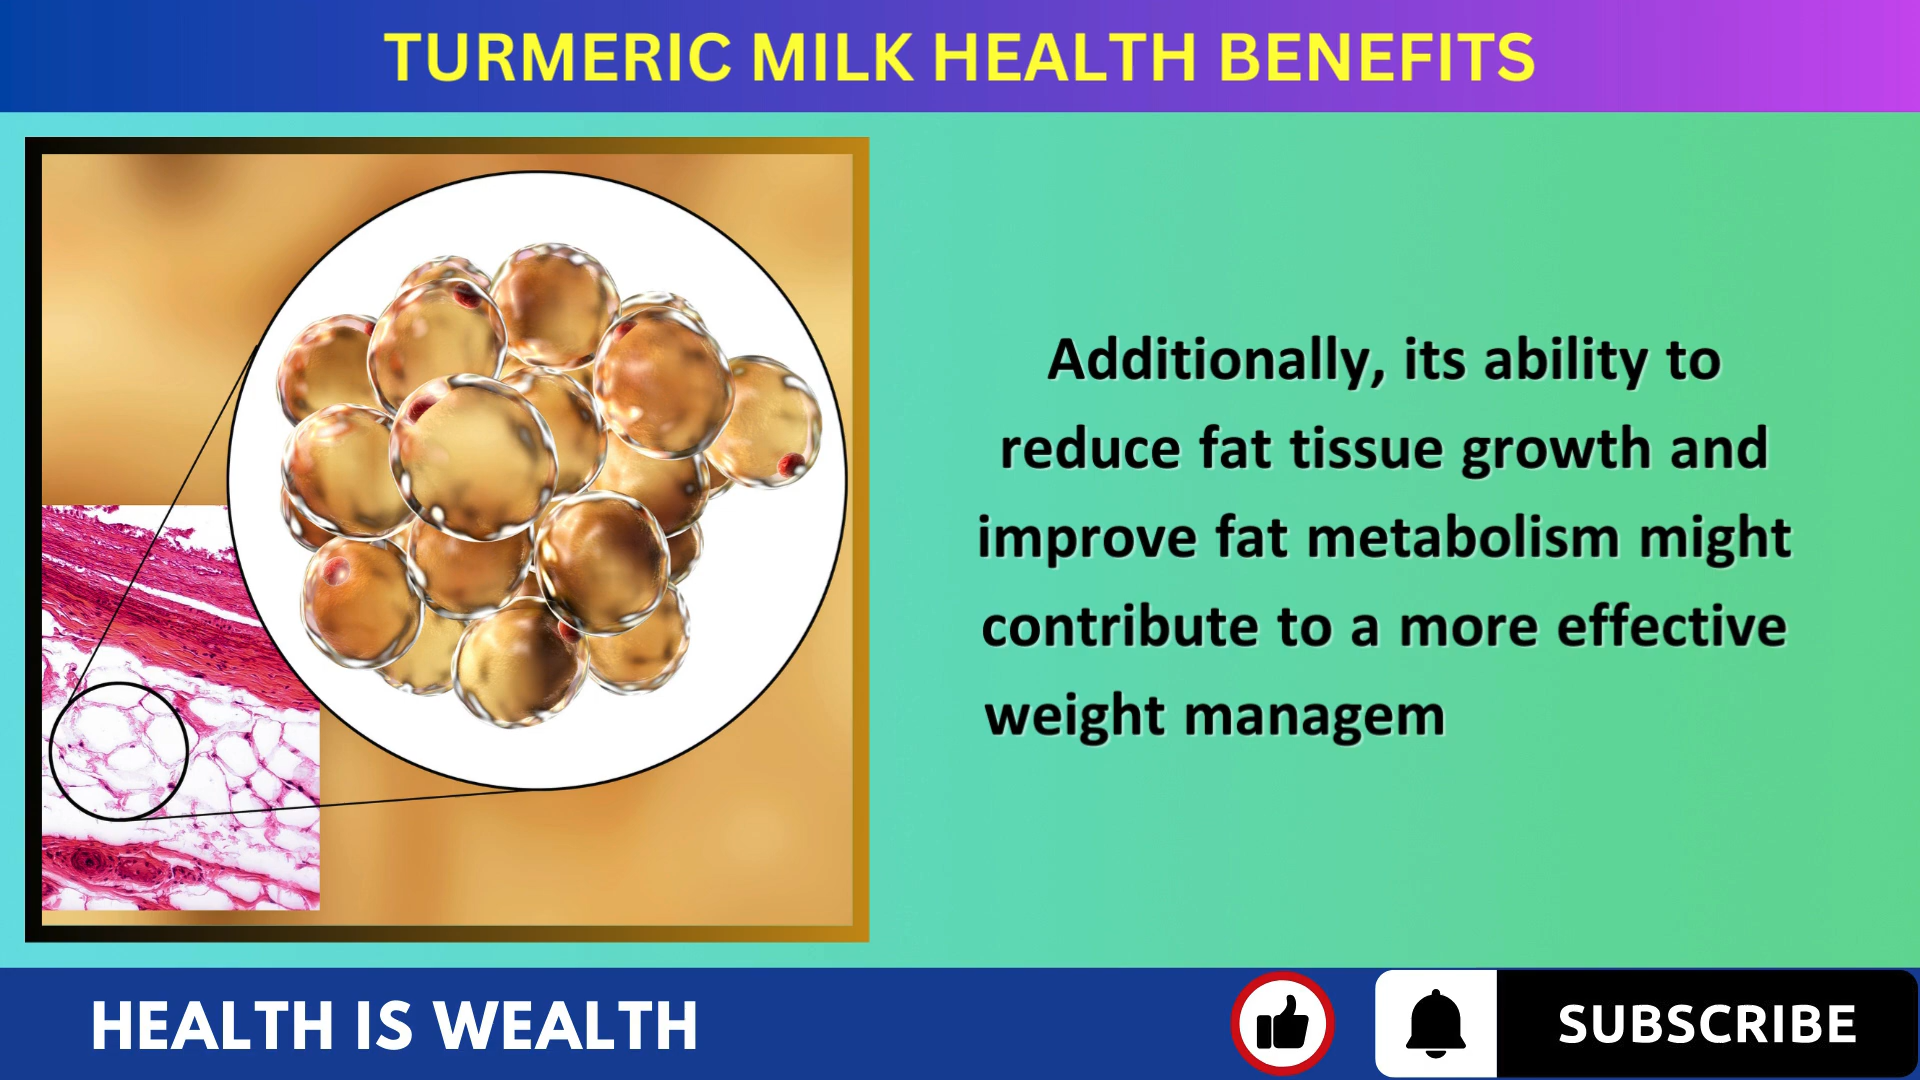 TURMERIC MILK HEALTH BENEFITS
Additionally, its ability to
reduce fat tissue growth and
improve fat metabolism might
contribute to a more effective
weight managem
HEALTH IS WEALTH
SUBSCRIBE